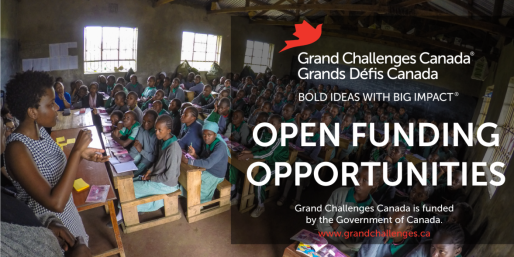 Grand Challenges Canada®
Grands Défis Canada
BOLD IDEAS WITH BIG IMPACT®
OPEN FUNDING
OPPORTUNITIES
Grand Challenges Canada is funded
by the Government of Canada.
www.grandchallenges.ca